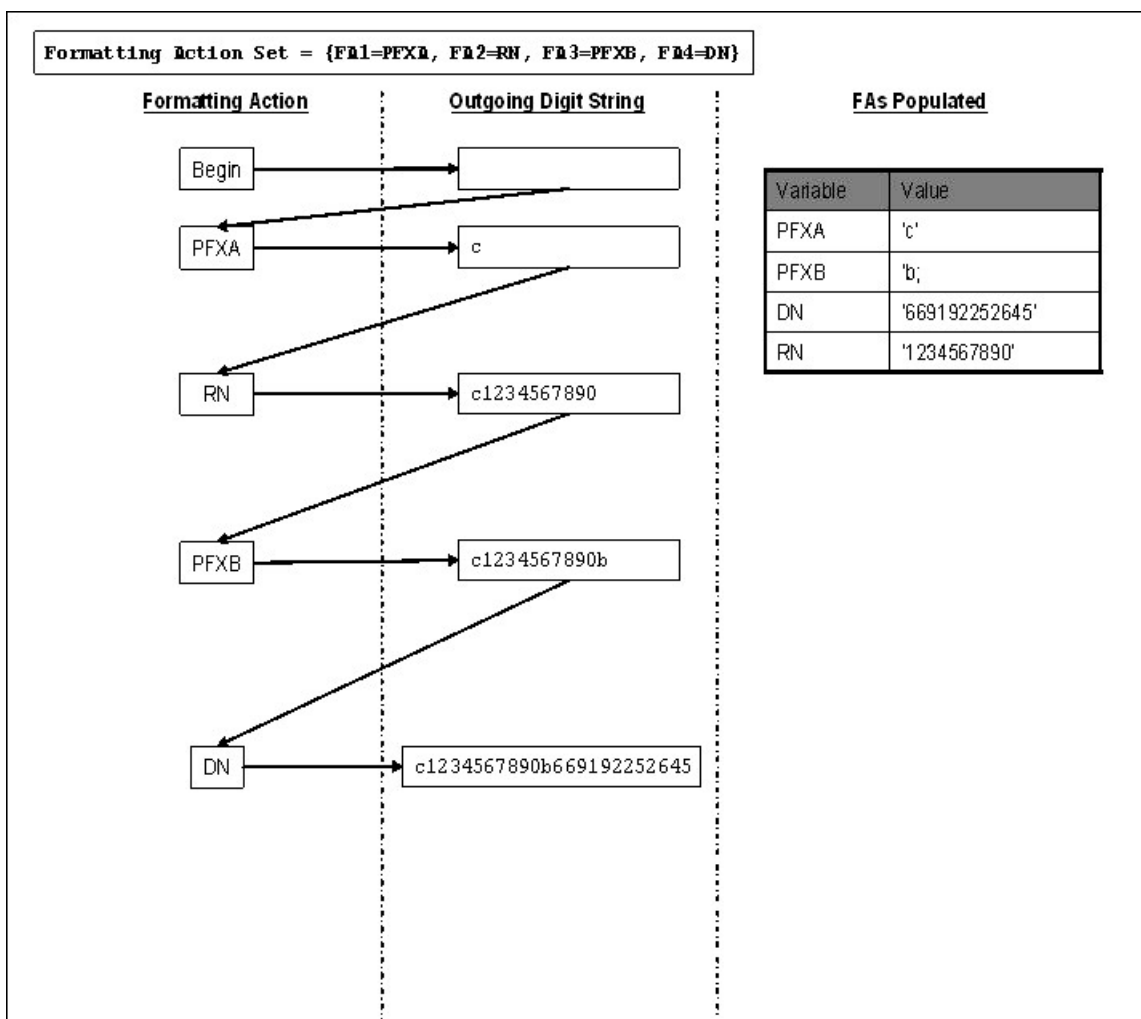 Formatting Action Set = {FA1=PFXA, FA2=RN, FA3=PFXB, FA4=DN}
Formatting Action Outgoing Digit String FAs Populated
Begin
Variable Value
PFXA c
PFXA 'c'
PFXB 'b;
DN '669192252645'
RN '1234567890'
RN c1234567890
PFXB c1234567890b
DN c1234567890b669192252645